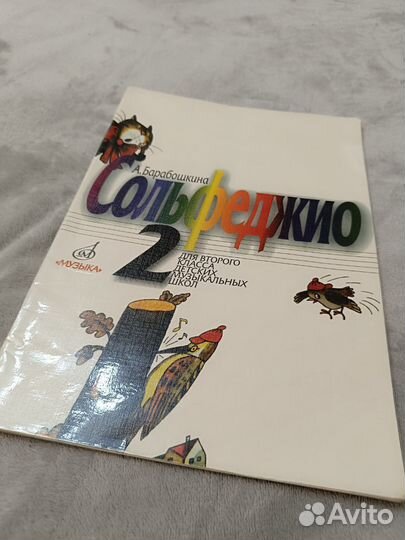 А.Барабошкина
Сольфеджио
2
ДЛЯ ВТОРОГО
КЛАССА
ДЕТСКИХ
МУЗЫКАЛЬНЫХ
ШКОЛ
«МУЗЫКА»
Avito